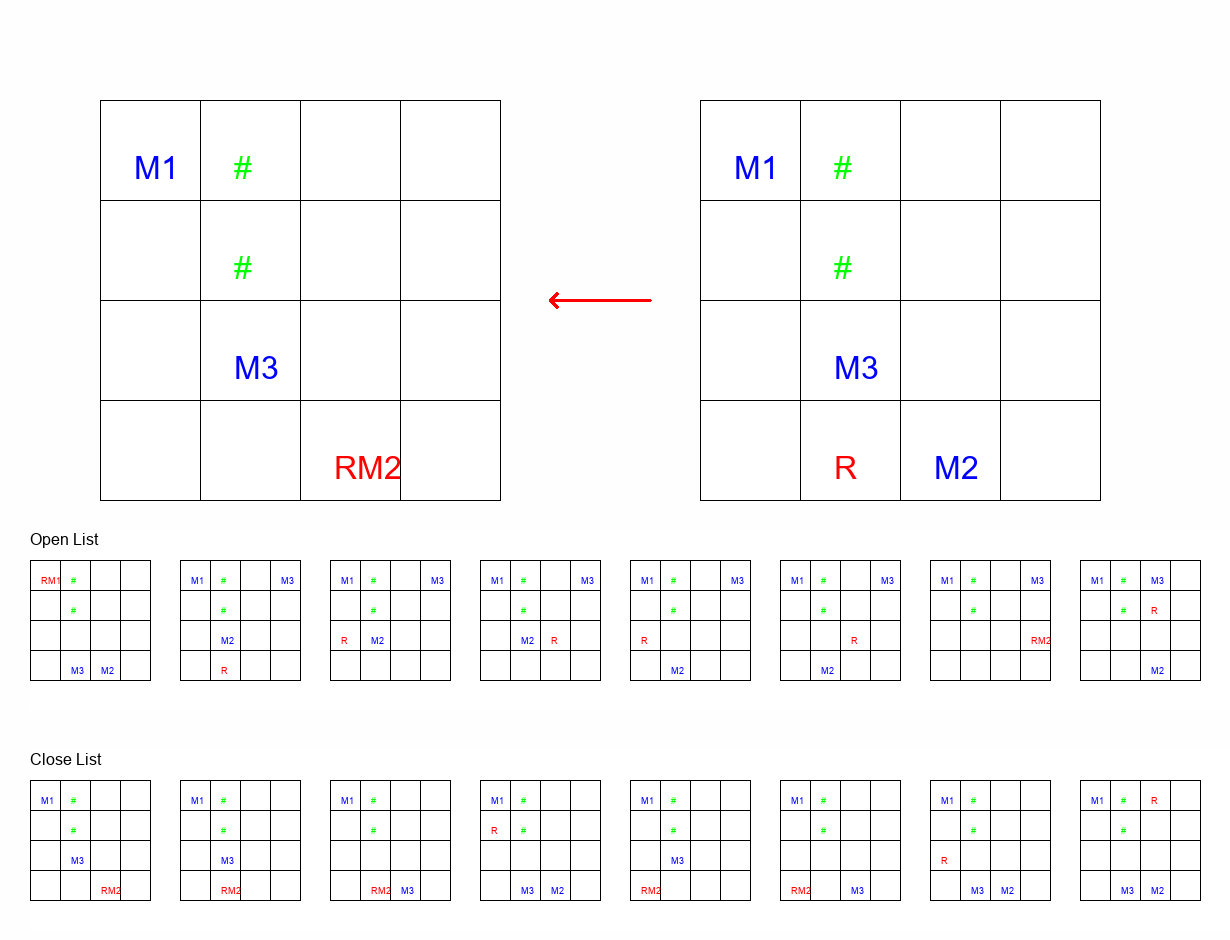 M1 # M1 #
# #
M3 M3
RM2 R M2
Open List
RM1 # M1 # M3 M1 # M3 M1 # M3 M1 # M3 M1 # M3 M1 # M3 M1 # M3
# # # # # # # # R
M2 R M2 M2 R R R RM2
M3 M2 R M2 M2 M2
Close List
M1 # M1 # M1 # M1 # M1 # M1 # M1 # M1 # R
# # # R # # # # #
M3 M3 M3 R
RM2 RM2 RM2 M3 M3 M2 RM2 RM2 M3 M3 M2 M3 M2